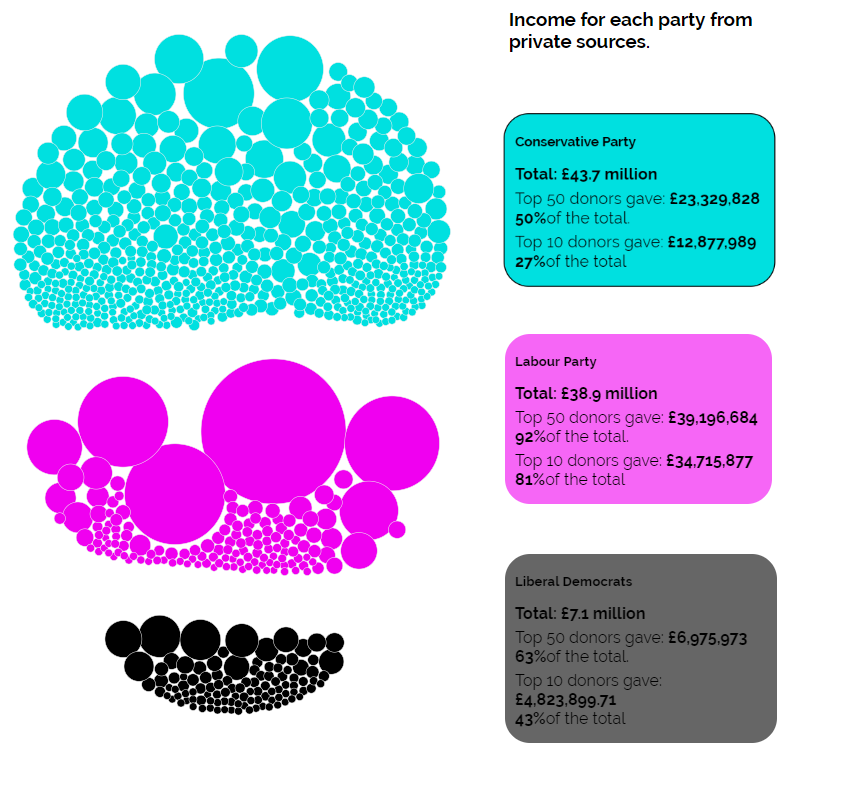 Income for each party from
private sources.
Conservative Party
Total: £43.7 million
Top 50 donors gave: £23,329,828
50%of the total.
Top 10 donors gave: £12,877,989
27%of the total
Labour Party
Total: £38.9 million
Top 50 donors gave: £39,196,684
92%of the total.
Top 10 donors gave: £34,715,877
81%of the total
Liberal Democrats
Total: £7.1 million
Top 50 donors gave: £6,975,973
63%of the total.
Top 10 donors gave:
£4,823,899.71
43%of the total